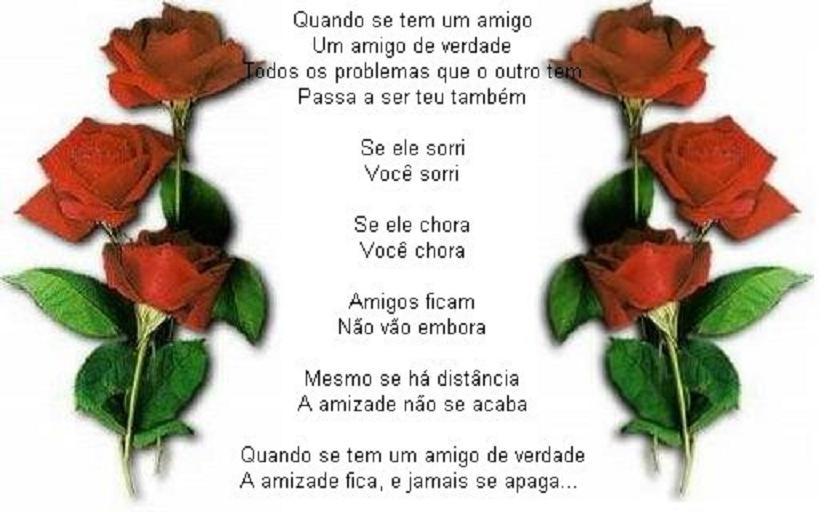 Quando se tem um amigo
Um amigo de verdade
Todos os problemas que o outro tem
Passa a ser teu também
Se ele sorri
Você sorri
Se ele chora
Você chora
Amigos ficam
Não vão embora
Mesmo se há distância
A amizade não se acaba
Quando se tem um amigo de verdade
A amizade fica, e jamais se apaga...